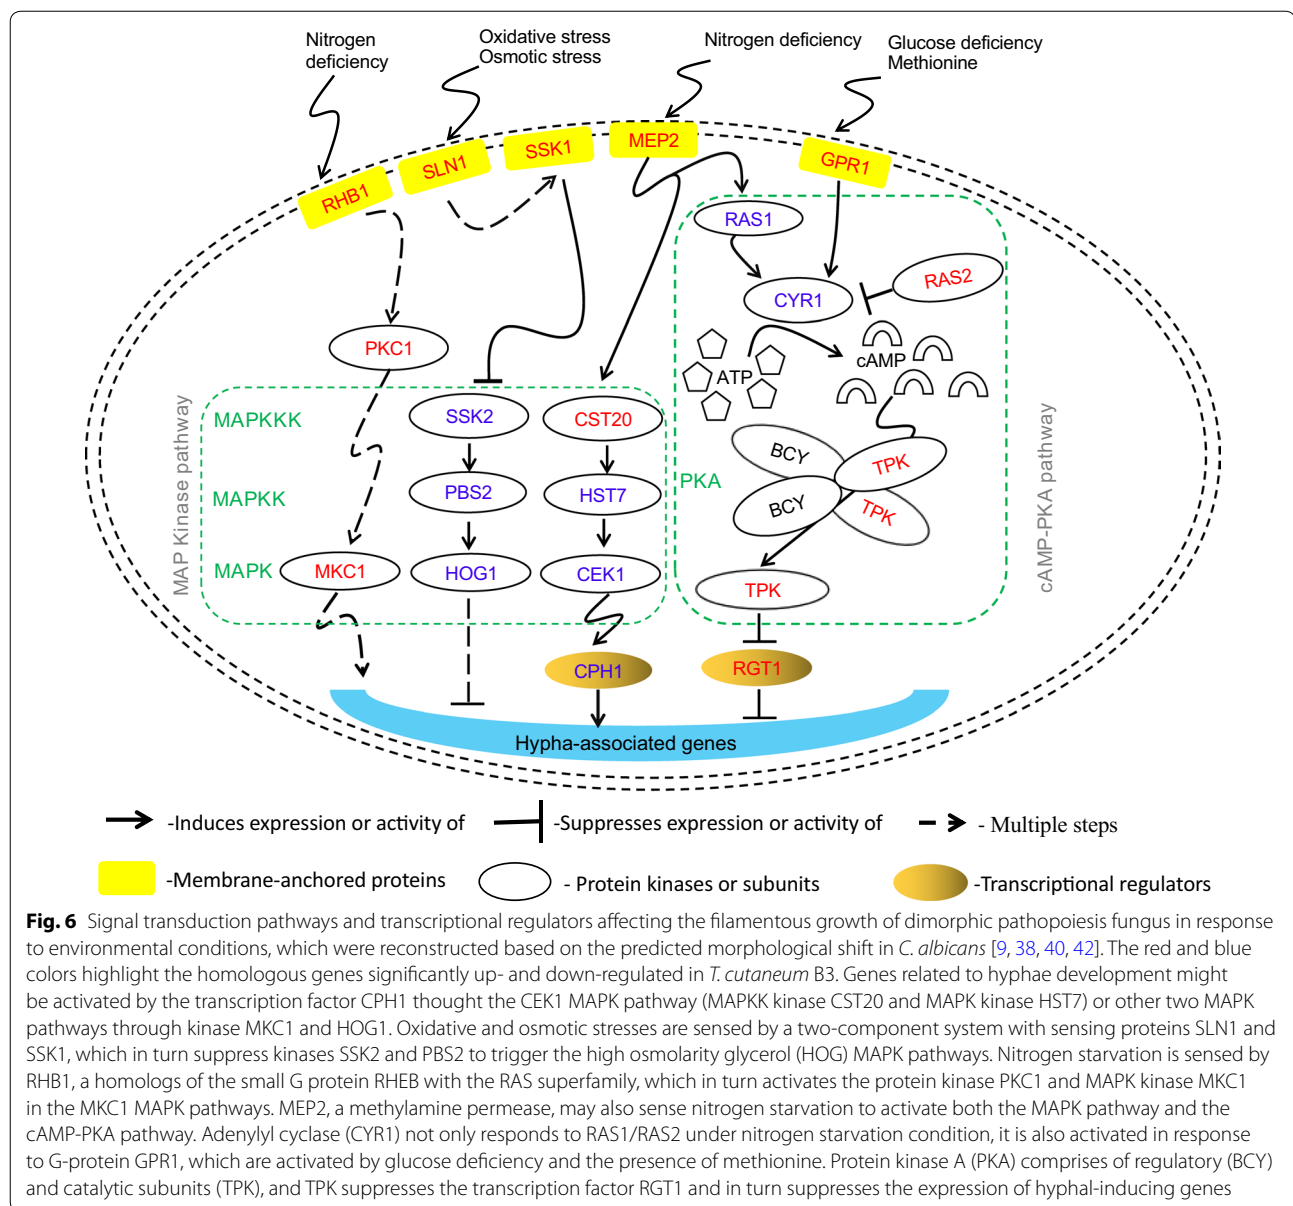 Nitrogen
deficiency
Oxidative stress
Osmotic stress
Nitrogen deficiency
Glucose deficiency
Methionine
RHB1
SLN1
SSK1
MEP2
GPR1
RAS1
RAS2
CYR1
PKC1
ATP
cAMP
MAP Kinase pathway
MAPKKK
SSK2
CST20
BCY
TPK
cAMP-PKA pathway
MAPKK
PBS2
HST7
PKA
BCY
TPK
MAPK
MKC1
HOG1
CEK1
TPK
CPH1
RGT1
Hypha-associated genes
-Induces expression or activity of
-Suppresses expression or activity of
- Multiple steps
-Membrane-anchored proteins
- Protein kinases or subunits
-Transcriptional regulators
Fig. 6 Signal transduction pathways and transcriptional regulators affecting the filamentous growth of dimorphic pathopoiesis fungus in response
to environmental conditions, which were reconstructed based on the predicted morphological shift in C. albicans [9, 38, 40, 42]. The red and blue
colors highlight the homologous genes significantly up- and down-regulated in T. cutaneum B3. Genes related to hyphae development might
be activated by the transcription factor CPH1 thought the CEK1 MAPK pathway (MAPKK kinase CST20 and MAPK kinase HST7) or other two MAPK
pathways through kinase MKC1 and HOG1. Oxidative and osmotic stresses are sensed by a two-component system with sensing proteins SLN1 and
SSK1, which in turn suppress kinases SSK2 and PBS2 to trigger the high osmolarity glycerol (HOG) MAPK pathways. Nitrogen starvation is sensed by
RHB1, a homologs of the small G protein RHEB with the RAS superfamily, which in turn activates the protein kinase PKC1 and MAPK kinase MKC1
in the MKC1 MAPK pathways. MEP2, a methylamine permease, may also sense nitrogen starvation to activate both the MAPK pathway and the
cAMP-PKA pathway. Adenylyl cyclase (CYR1) not only responds to RAS1/RAS2 under nitrogen starvation condition, it is also activated in response
to G-protein GPR1, which are activated by glucose deficiency and the presence of methionine. Protein kinase A (PKA) comprises of regulatory (BCY)
and catalytic subunits (TPK), and TPK suppresses the transcription factor RGT1 and in turn suppresses the expression of hyphal-inducing genes